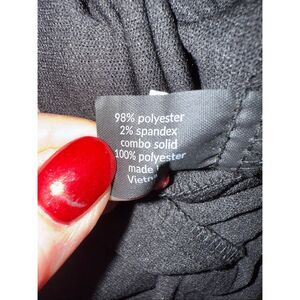 98% polyester
2% spandex
combo solid
100% polyester
made